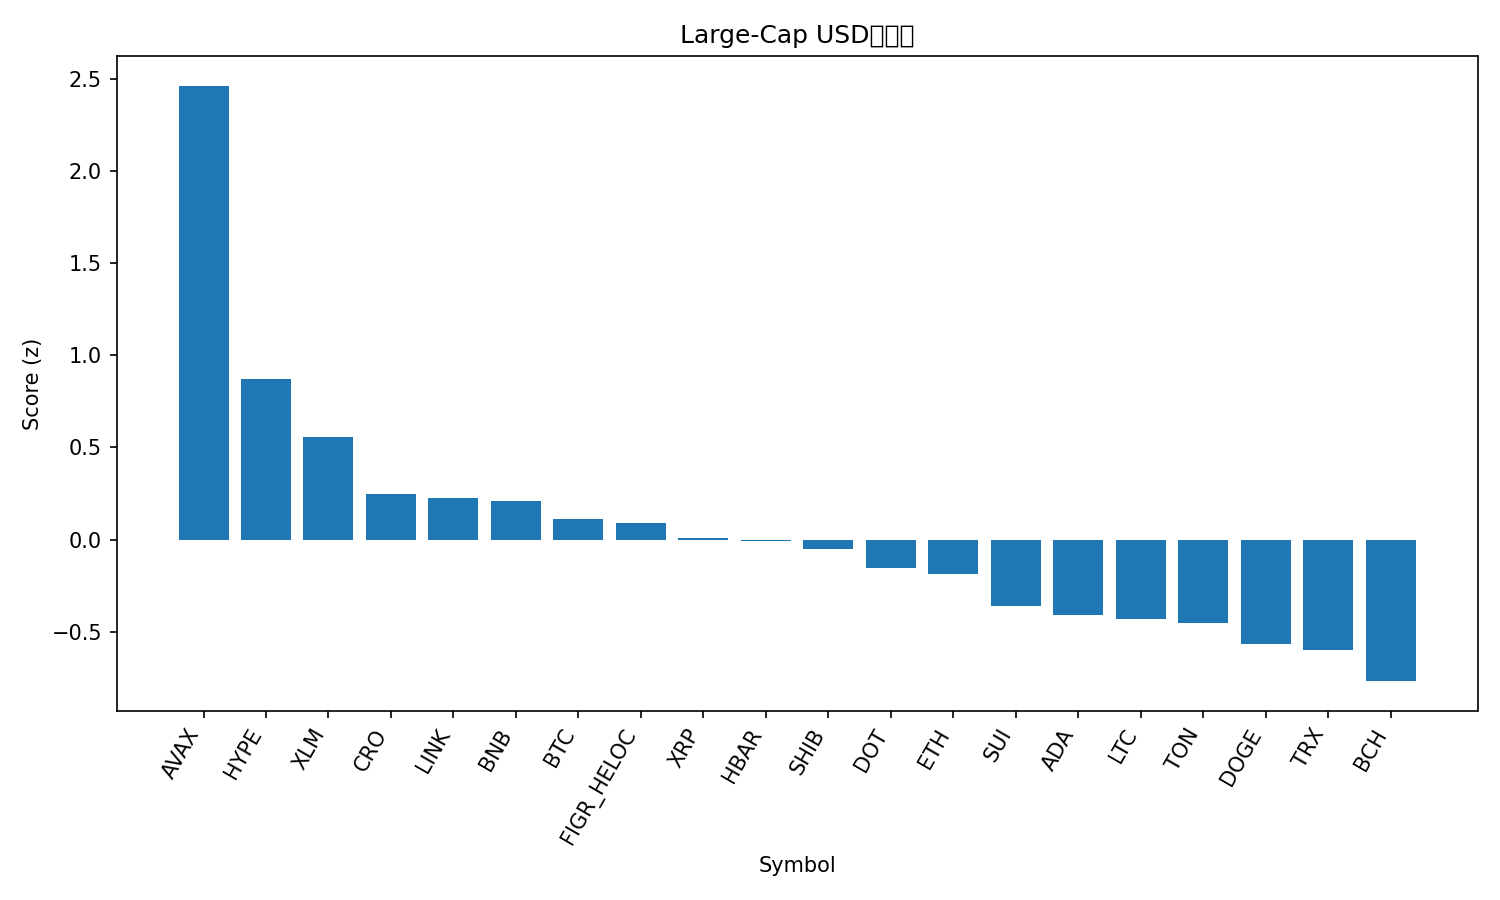 Large-Cap USD
2.5
2.0
1.5
1.0
0.5
0.0
−0.5
Score (z)
AVAX
HYPE
XLM
CRO
LINK
BNB
BTC
FIGR_HELOC
XRP
HBAR
SHIB
DOT
ETH
SUI
ADA
LTC
TON
DOGE
TRX
BCH
Symbol